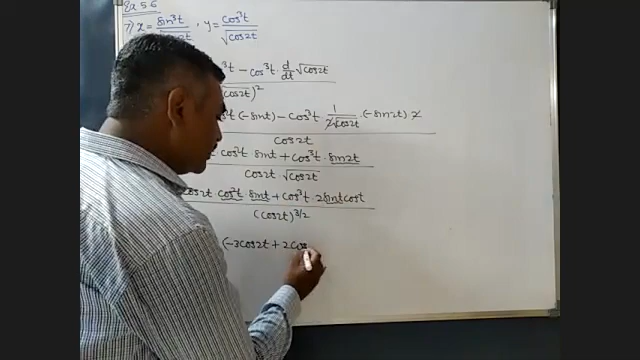 Ex 5.6
7) x = sin³t , y = cos³t / √cos2t
³t − cos³t · d/dt √cos2t
√cos2t)²
³t (−sint) − cos³t · 1/(2√cos2t) · (−sin2t) 2
cos2t
· cos²t · sint + cos³t · sin2t
cos2t · √cos2t
cos2t · cos²t · sint + cos³t · 2sint cost
(cos2t)^3/2
(−3cos2t + 2cos